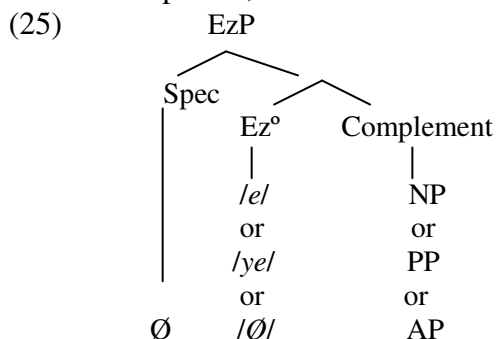 (25) EzP
Spec
Ezº Complement
/e/ NP
or or
/ye/ PP
or or
Ø /Ø/ AP